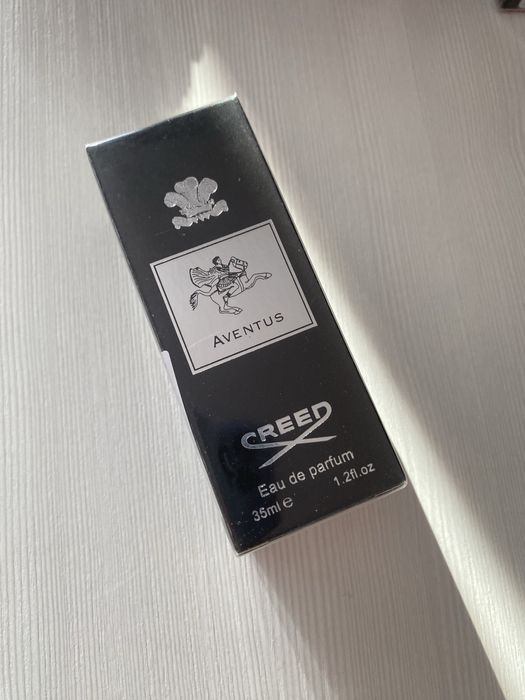 AVENTUS
CREED
Eau de parfum
35ml e 1.2fl.oz